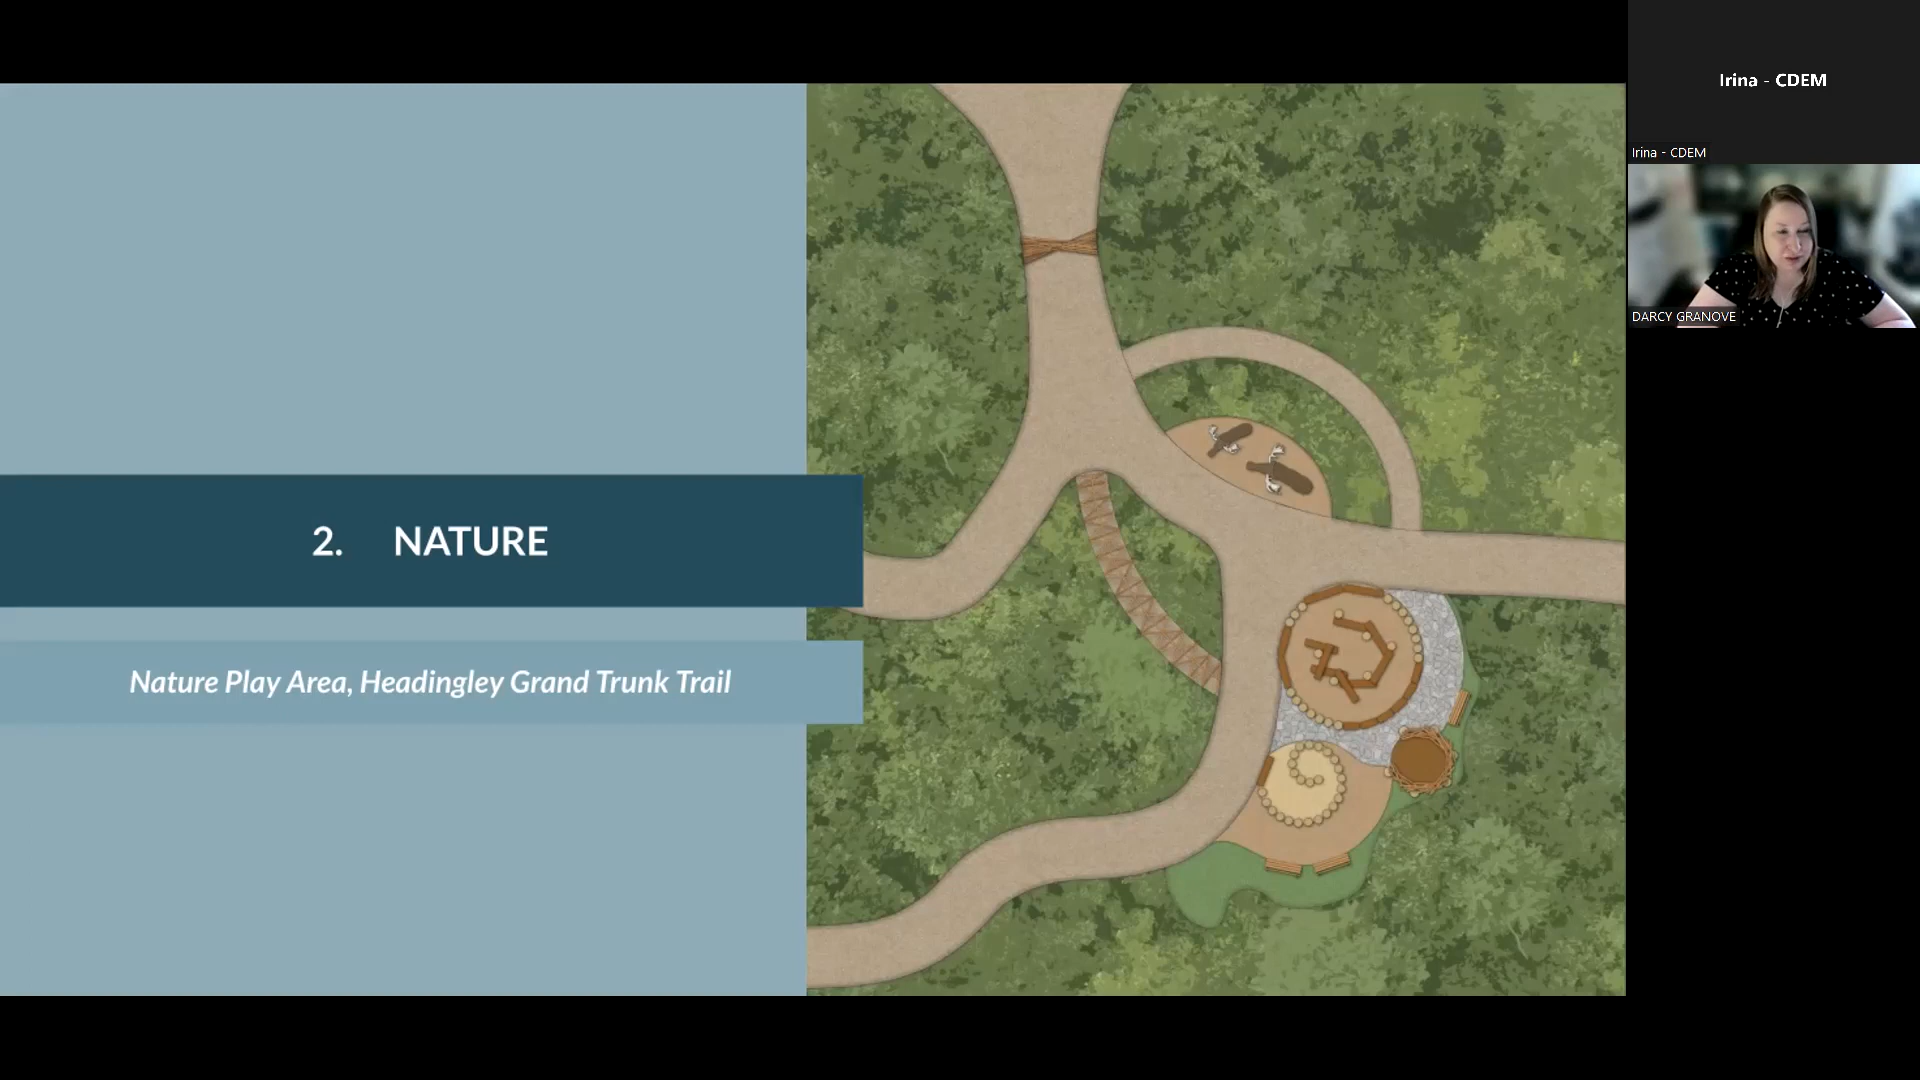 2. NATURE
Nature Play Area, Headingley Grand Trunk Trail
Irina - CDEM
Irina - CDEM
DARCY GRANOVE